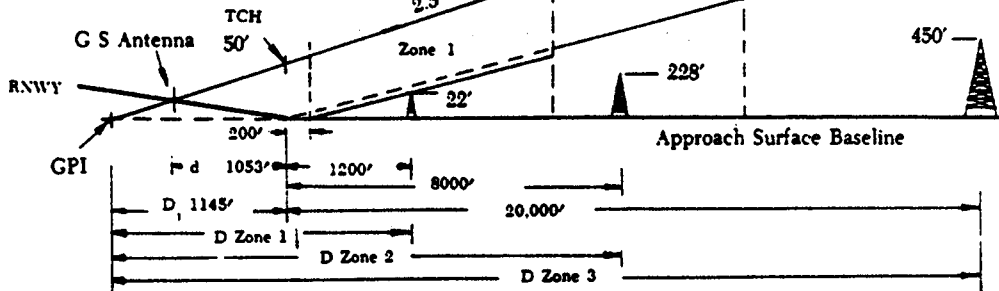 2.5
TCH
50'
G S Antenna
Zone 1
450'
RNWY
228'
22'
200'
Approach Surface Baseline
GPI
d 1053'
1200'
8000'
D, 1145'
20,000'
D Zone 1
D Zone 2
D Zone 3